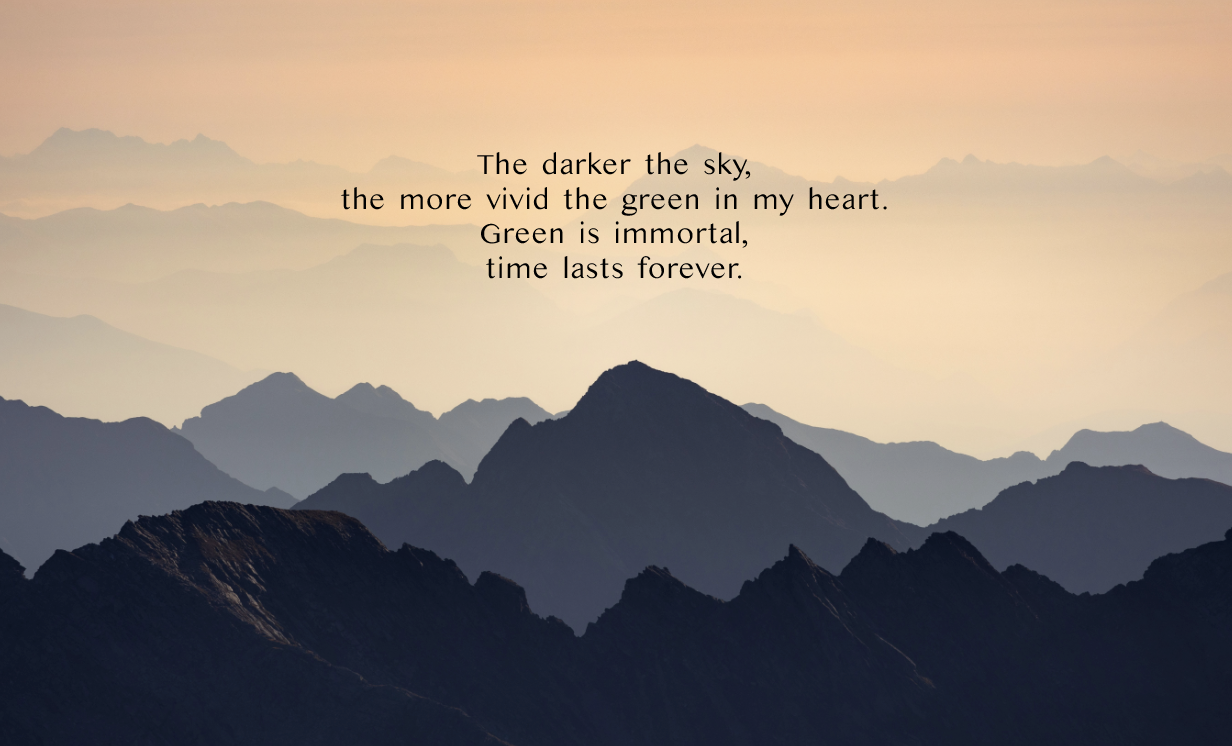 The darker the sky,
the more vivid the green in my heart.
Green is immortal,
time lasts forever.